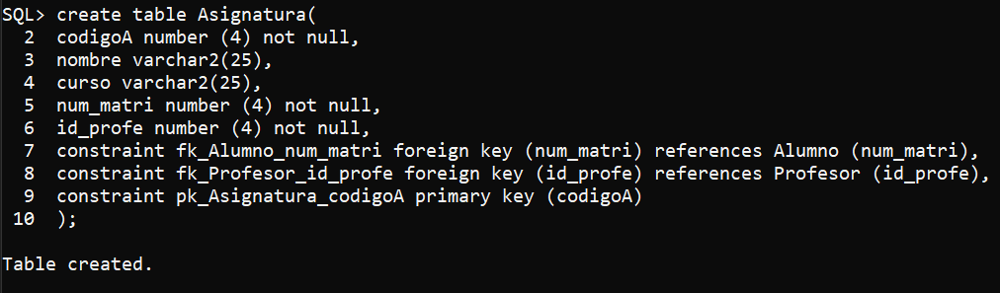 SQL> create table Asignatura(
2 codigoA number (4) not null,
3 nombre varchar2(25),
4 curso varchar2(25),
5 num_matri number (4) not null,
6 id_profe number (4) not null,
7 constraint fk_Alumno_num_matri foreign key (num_matri) references Alumno (num_matri),
8 constraint fk_Profesor_id_profe foreign key (id_profe) references Profesor (id_profe),
9 constraint pk_Asignatura_codigoA primary key (codigoA)
10 );
Table created.